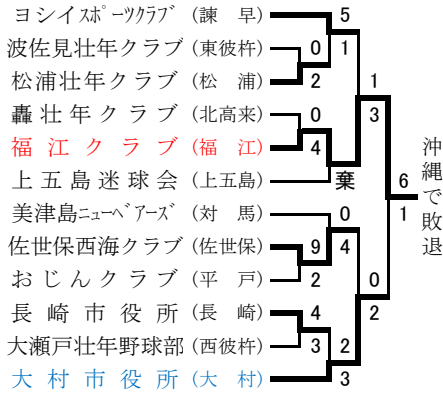 ヨシイスポーツクラブ (諫早) 5
波佐見壮年クラブ (東彼杵) 0 1
松浦壮年クラブ (松浦) 2 1
轟壮年クラブ (北高来) 0 3
福江クラブ (福江) 4
上五島迷球会 (上五島) 棄 6
美津島ニューベアーズ (対馬) 0 1
佐世保西海クラブ (佐世保) 9 4
おじんクラブ (平戸) 2 0
長崎市役所 (長崎) 4 2
大瀬戸壮年野球部 (西彼杵) 3 2
大村市役所 (大村) 3
沖縄で敗退